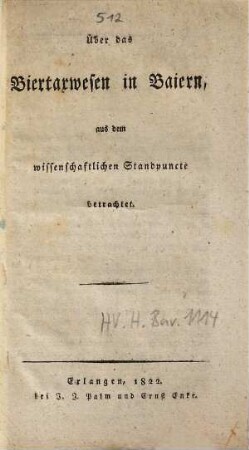 512
Über das
Biertaxwesen in Baiern,
aus dem
wissenschaftlichen Standpuncte
betrachtet.
HV. H. Bav. 1114
Erlangen, 1822.
bei J. J. Palm und Ernst Enke.